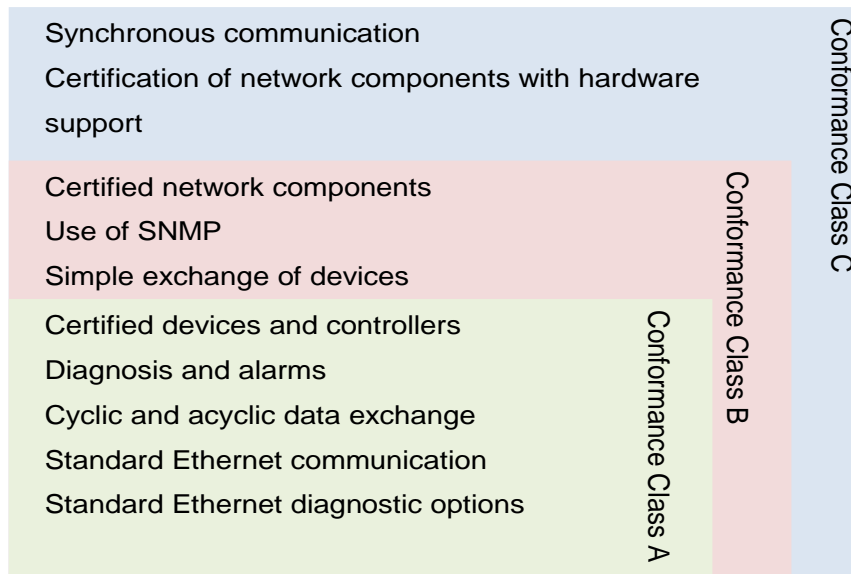 Synchronous communication
Certification of network components with hardware
support
Conformance Class C
Certified network components
Use of SNMP
Simple exchange of devices
Conformance Class B
Certified devices and controllers
Diagnosis and alarms
Cyclic and acyclic data exchange
Standard Ethernet communication
Standard Ethernet diagnostic options
Conformance Class A